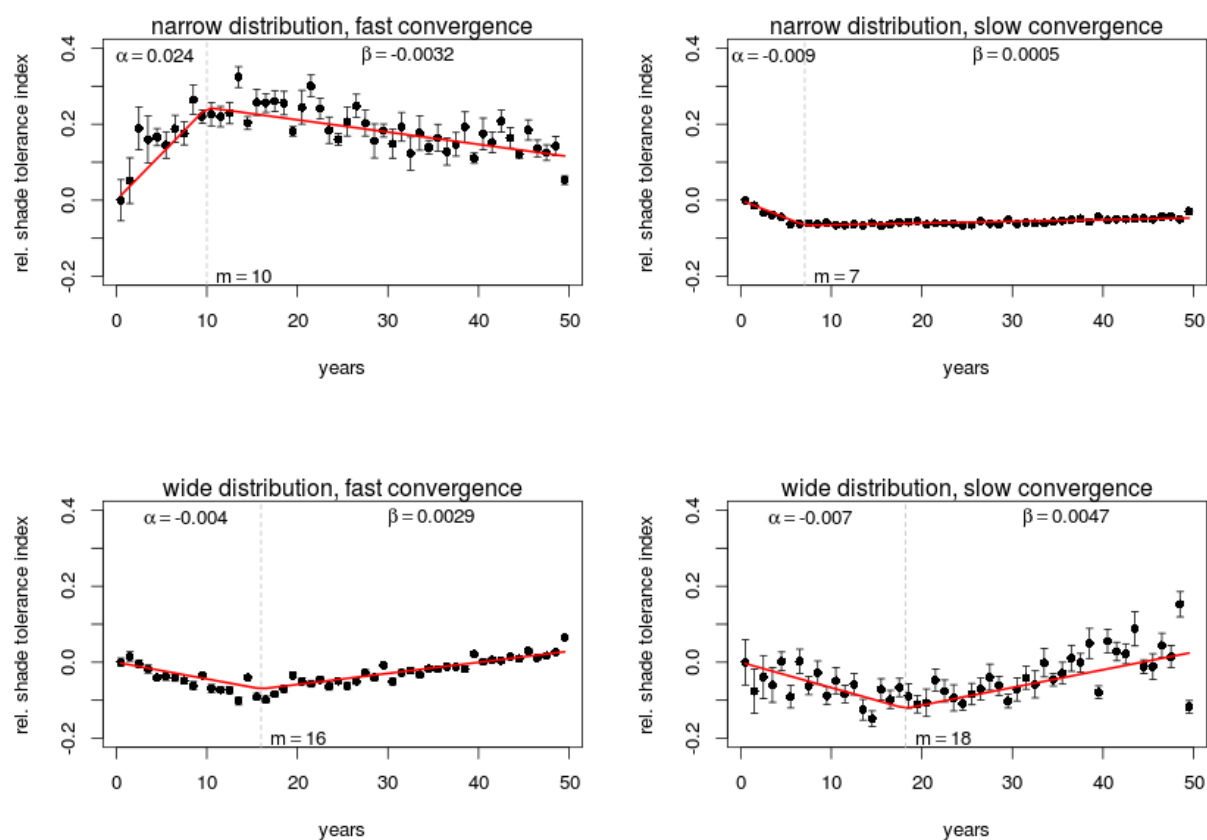 narrow distribution, fast convergence
α = 0.024
β = -0.0032
rel. shade tolerance index
0.4
0.2
0.0
-0.2
m = 10
0 10 20 30 40 50
years
narrow distribution, slow convergence
α = -0.009
β = 0.0005
rel. shade tolerance index
0.4
0.2
0.0
-0.2
m = 7
0 10 20 30 40 50
years
wide distribution, fast convergence
α = -0.004
β = 0.0029
rel. shade tolerance index
0.4
0.2
0.0
-0.2
m = 16
0 10 20 30 40 50
years
wide distribution, slow convergence
α = -0.007
β = 0.0047
rel. shade tolerance index
0.4
0.2
0.0
-0.2
m = 18
0 10 20 30 40 50
years